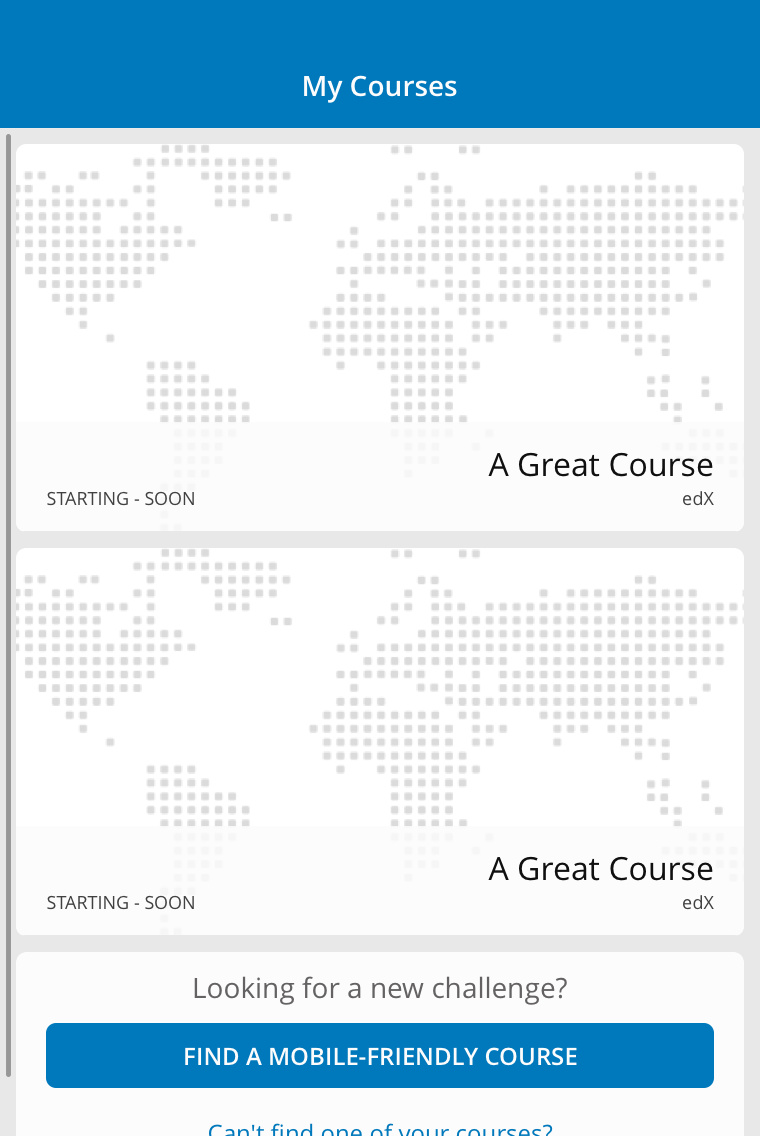 My Courses
A Great Course
STARTING - SOON
edX
A Great Course
STARTING - SOON
edX
Looking for a new challenge?
FIND A MOBILE-FRIENDLY COURSE
Can't find one of your courses?